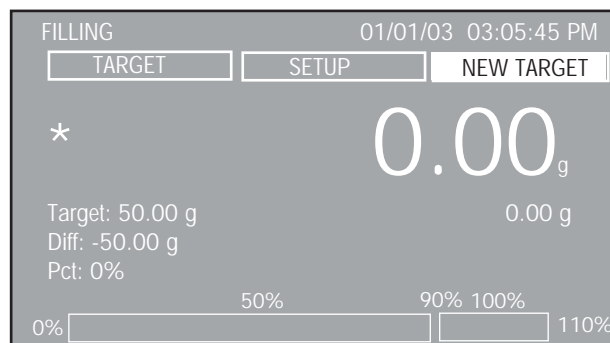 FILLING 01/01/03 03:05:45 PM
TARGET SETUP NEW TARGET
* 0.00 g
Target: 50.00 g 0.00 g
Diff: -50.00 g
Pct: 0%
50% 90% 100%
0% 110%